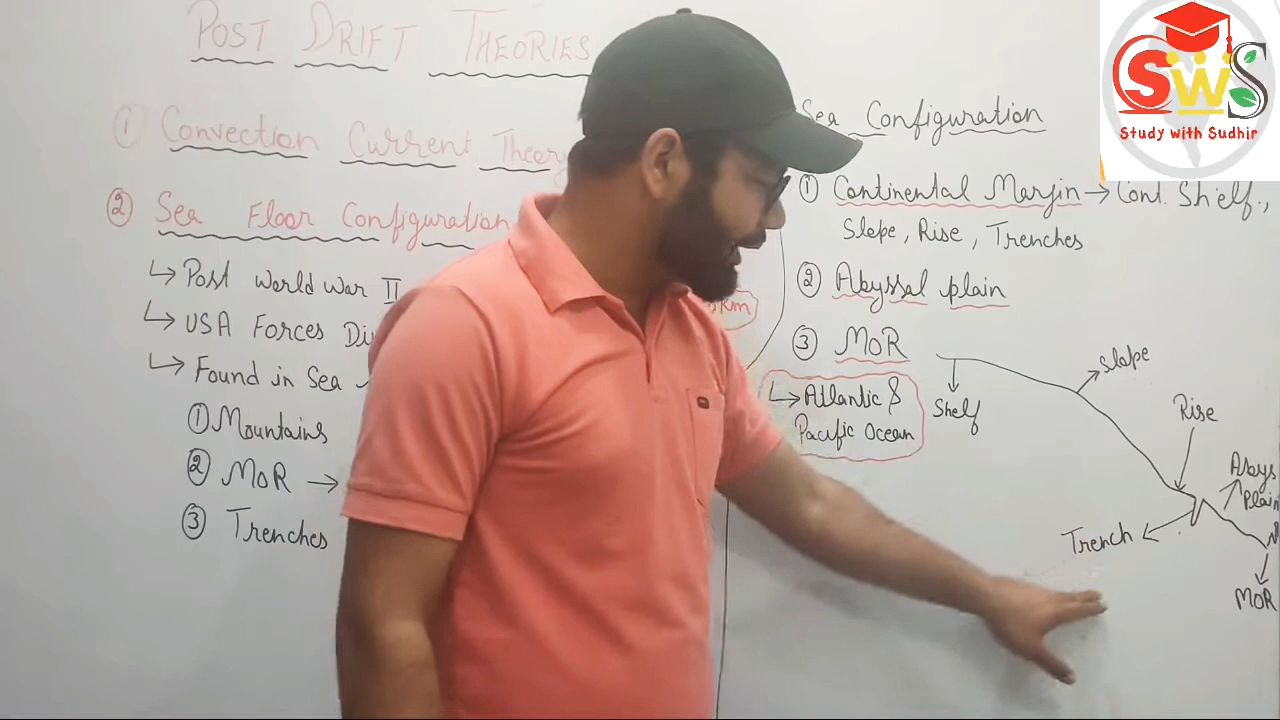 POST DRIFT THEORIES
① Convection Current Theory
② Sea Floor Configuration
↳ Post World War II
↳ USA Forces
↳ Found in Sea
① Mountains
② MoR →
③ Trenches
Sea Configuration
① Continental Margin → Cont. Shelf,
Slope, Rise, Trenches
② Abyssal plain
③ MoR
↳ Atlantic &
Pacific Ocean
Shelf
Slope
Rise
Trench
Abys
Plain
MoR
SWS
Study with Sudhir